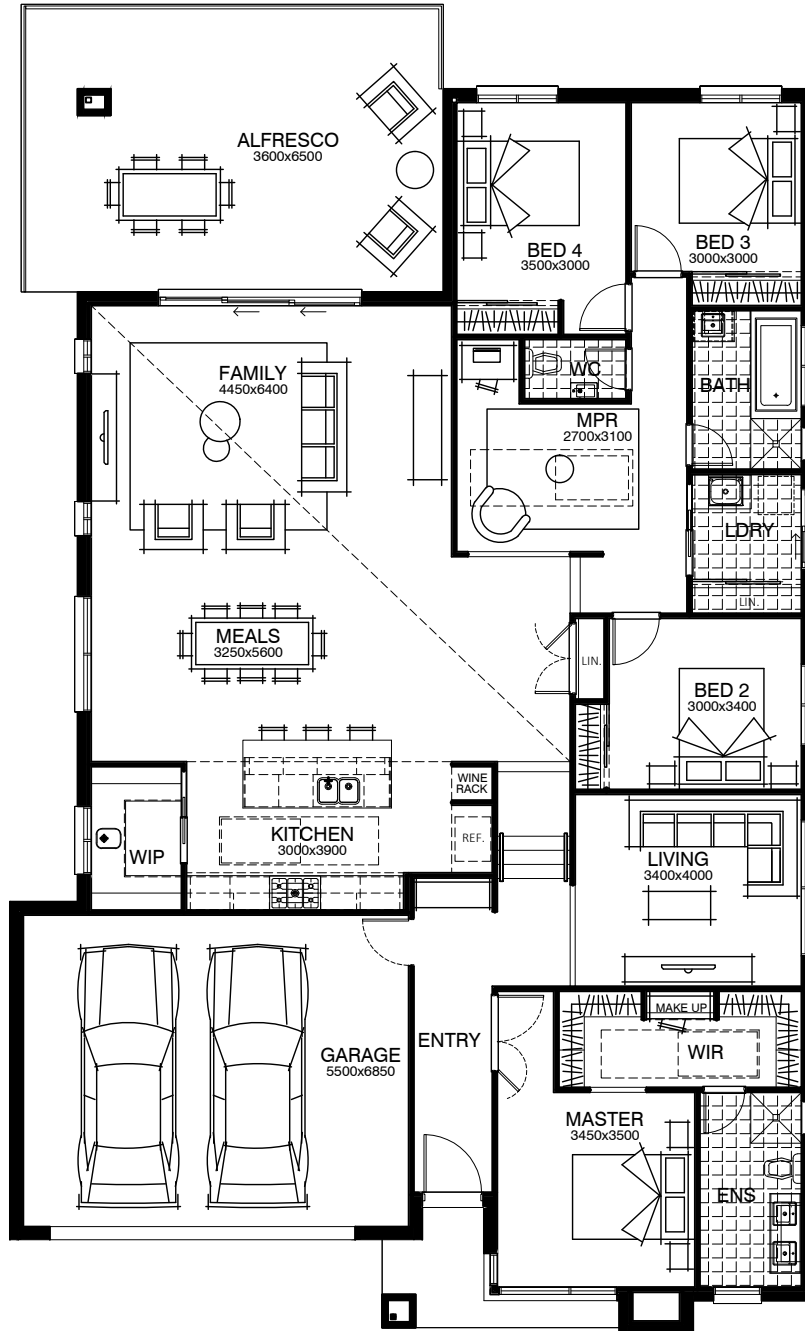 ALFRESCO
3600x6500
BED 4
3500x3000
BED 3
3000x3000
FAMILY
4450x6400
WC
BATH
MPR
2700x3100
LDRY
LIN.
MEALS
3250x5600
LIN.
BED 2
3000x3400
WINE
RACK
KITCHEN
3000x3900
REF.
WIP
LIVING
3400x4000
MAKE UP
WIR
ENTRY
GARAGE
5500x6850
MASTER
3450x3500
ENS